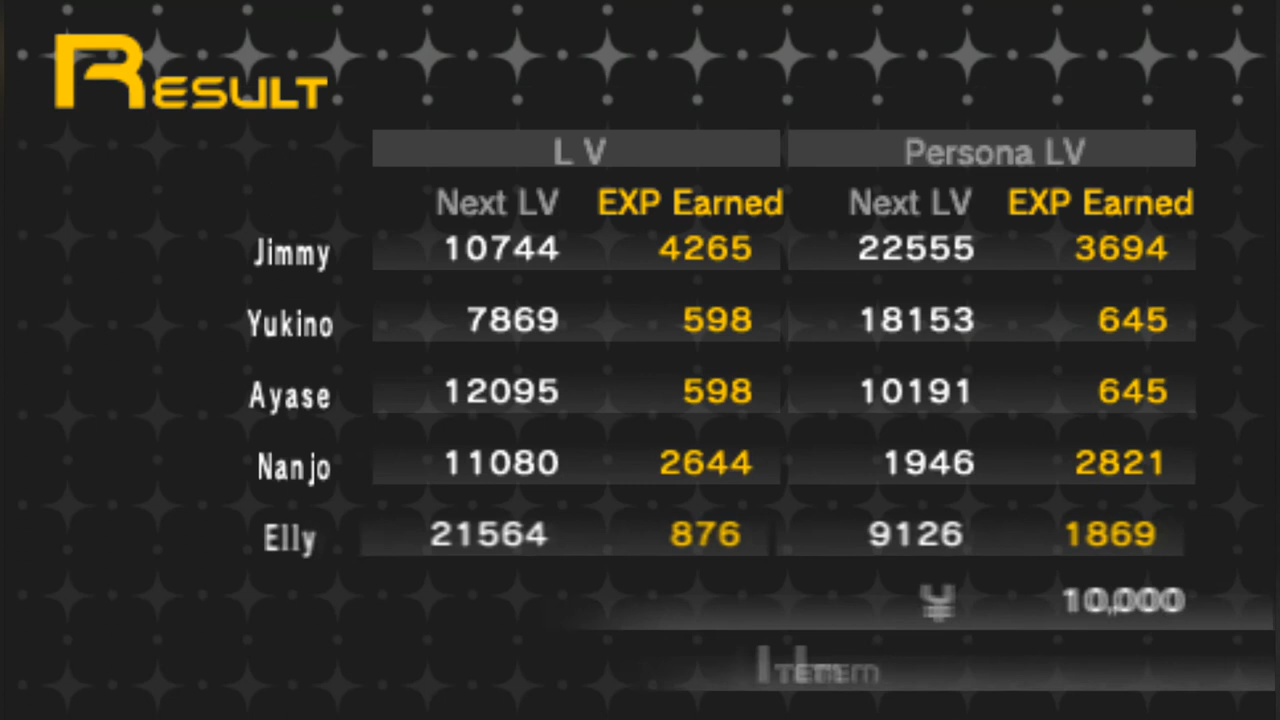 RESULT
LV Persona LV
Next LV EXP Earned Next LV EXP Earned
Jimmy 10744 4265 22555 3694
Yukino 7869 598 18153 645
Ayase 12095 598 10191 645
Nanjo 11080 2644 1946 2821
Elly 21564 876 9126 1869
¥ 10,000
ITEM